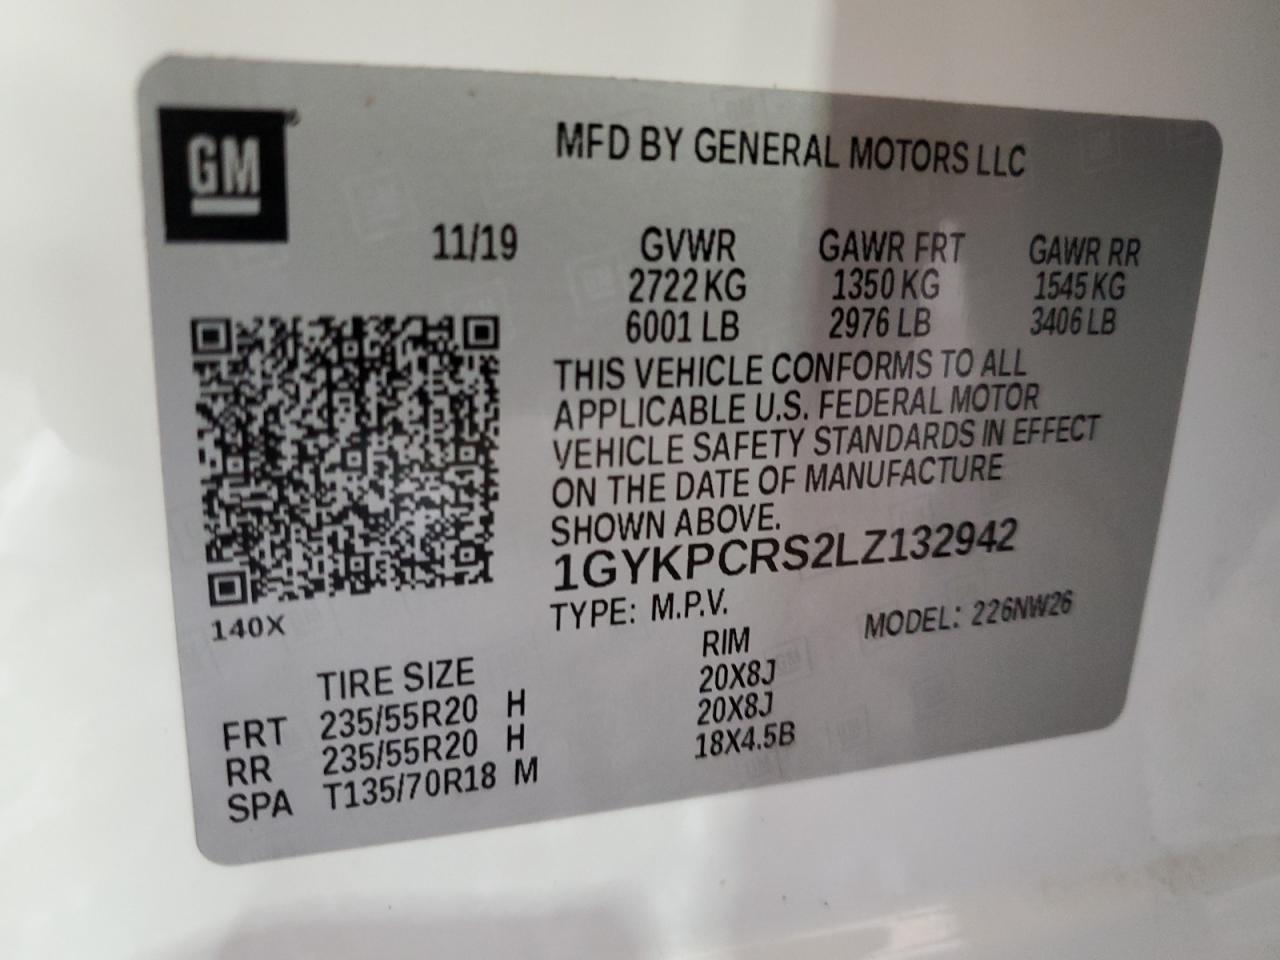 GM
MFD BY GENERAL MOTORS LLC
11/19 GVWR GAWR FRT GAWR RR
2722 KG 1350 KG 1545 KG
6001 LB 2976 LB 3406 LB
THIS VEHICLE CONFORMS TO ALL
APPLICABLE U.S. FEDERAL MOTOR
VEHICLE SAFETY STANDARDS IN EFFECT
ON THE DATE OF MANUFACTURE
SHOWN ABOVE.
1GYKPCRS2LZ132942
TYPE: M.P.V. MODEL: 226NW26
140X
TIRE SIZE RIM
FRT 235/55R20 H 20X8J
RR 235/55R20 H 20X8J
SPA T135/70R18 M 18X4.5B